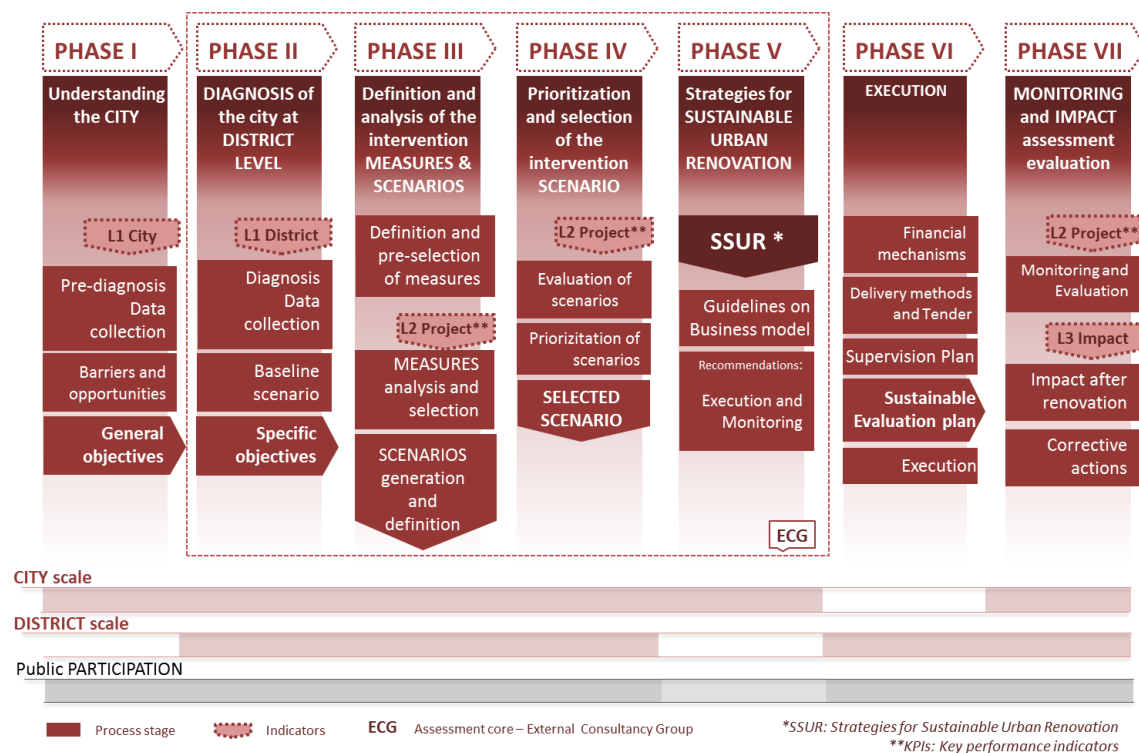 PHASE I
PHASE II
PHASE III
PHASE IV
PHASE V
PHASE VI
PHASE VII
Understanding
the CITY
DIAGNOSIS of
the city at
DISTRICT
LEVEL
Definition and
analysis of the
intervention
MEASURES &
SCENARIOS
Prioritization
and selection
of the
intervention
SCENARIO
Strategies for
SUSTAINABLE
URBAN
RENOVATION
EXECUTION
MONITORING
and IMPACT
assessment
evaluation
L1 City
Pre-diagnosis
Data
collection
Barriers and
opportunities
General
objectives
L1 District
Diagnosis
Data
collection
Baseline
scenario
Specific
objectives
Definition and
pre-selection
of measures
L2 Project**
MEASURES
analysis and
selection
SCENARIOS
generation
and
definition
L2 Project**
Evaluation of
scenarios
Priorizitation of
scenarios
SELECTED
SCENARIO
SSUR *
Guidelines on
Business model
Recommendations:
Execution and
Monitoring
ECG
Financial
mechanisms
Delivery methods
and Tender
Supervision Plan
Sustainable
Evaluation plan
Execution
L2 Project**
Monitoring and
Evaluation
L3 Impact
Impact after
renovation
Corrective
actions
CITY scale
DISTRICT scale
Public PARTICIPATION
Process stage
Indicators
ECG Assessment core – External Consultancy Group
*SSUR: Strategies for Sustainable Urban Renovation
**KPIs: Key performance indicators